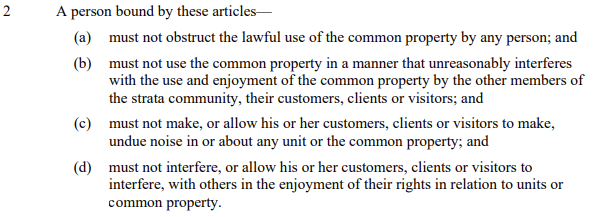 2 A person bound by these articles—
(a) must not obstruct the lawful use of the common property by any person; and
(b) must not use the common property in a manner that unreasonably interferes
with the use and enjoyment of the common property by the other members of
the strata community, their customers, clients or visitors; and
(c) must not make, or allow his or her customers, clients or visitors to make,
undue noise in or about any unit or the common property; and
(d) must not interfere, or allow his or her customers, clients or visitors to
interfere, with others in the enjoyment of their rights in relation to units or
common property.